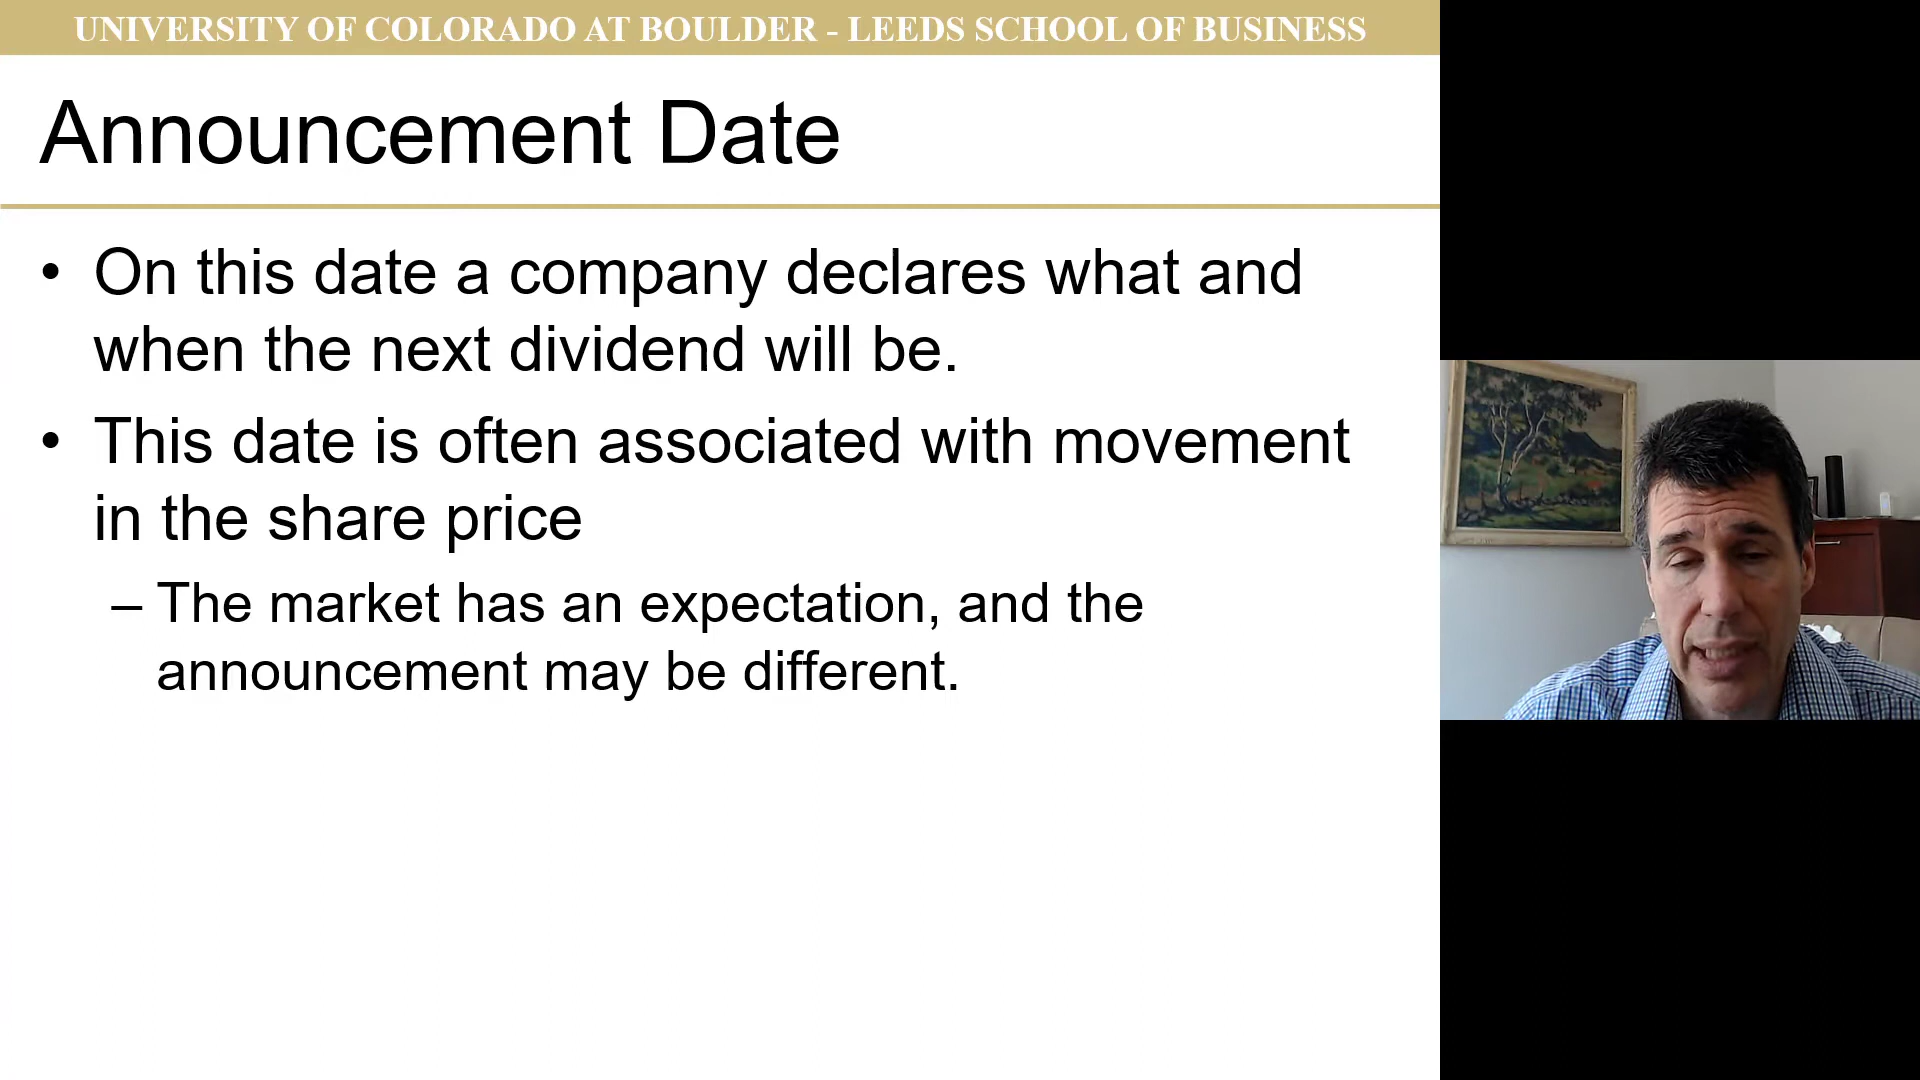 UNIVERSITY OF COLORADO AT BOULDER - LEEDS SCHOOL OF BUSINESS
Announcement Date
• On this date a company declares what and
when the next dividend will be.
• This date is often associated with movement
in the share price
– The market has an expectation, and the
announcement may be different.